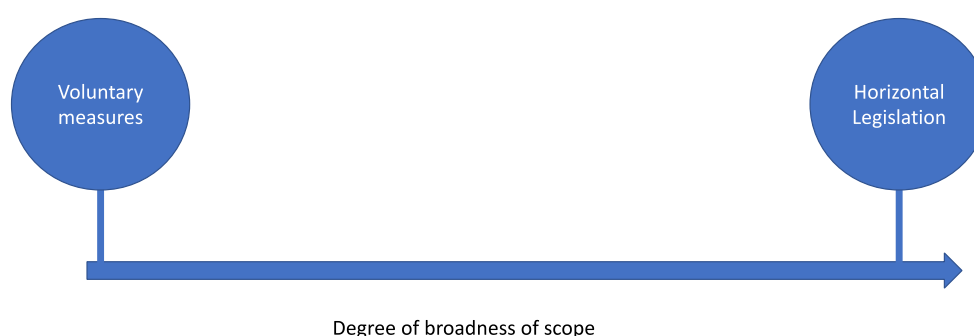 Voluntary
measures
Horizontal
Legislation
Degree of broadness of scope